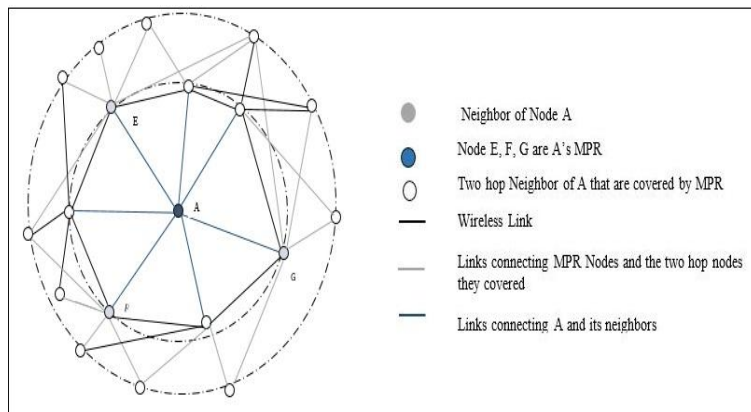 E
A
G
F
Neighbor of Node A
Node E, F, G are A's MPR
Two hop Neighbor of A that are covered by MPR
Wireless Link
Links connecting MPR Nodes and the two hop nodes
they covered
Links connecting A and its neighbors